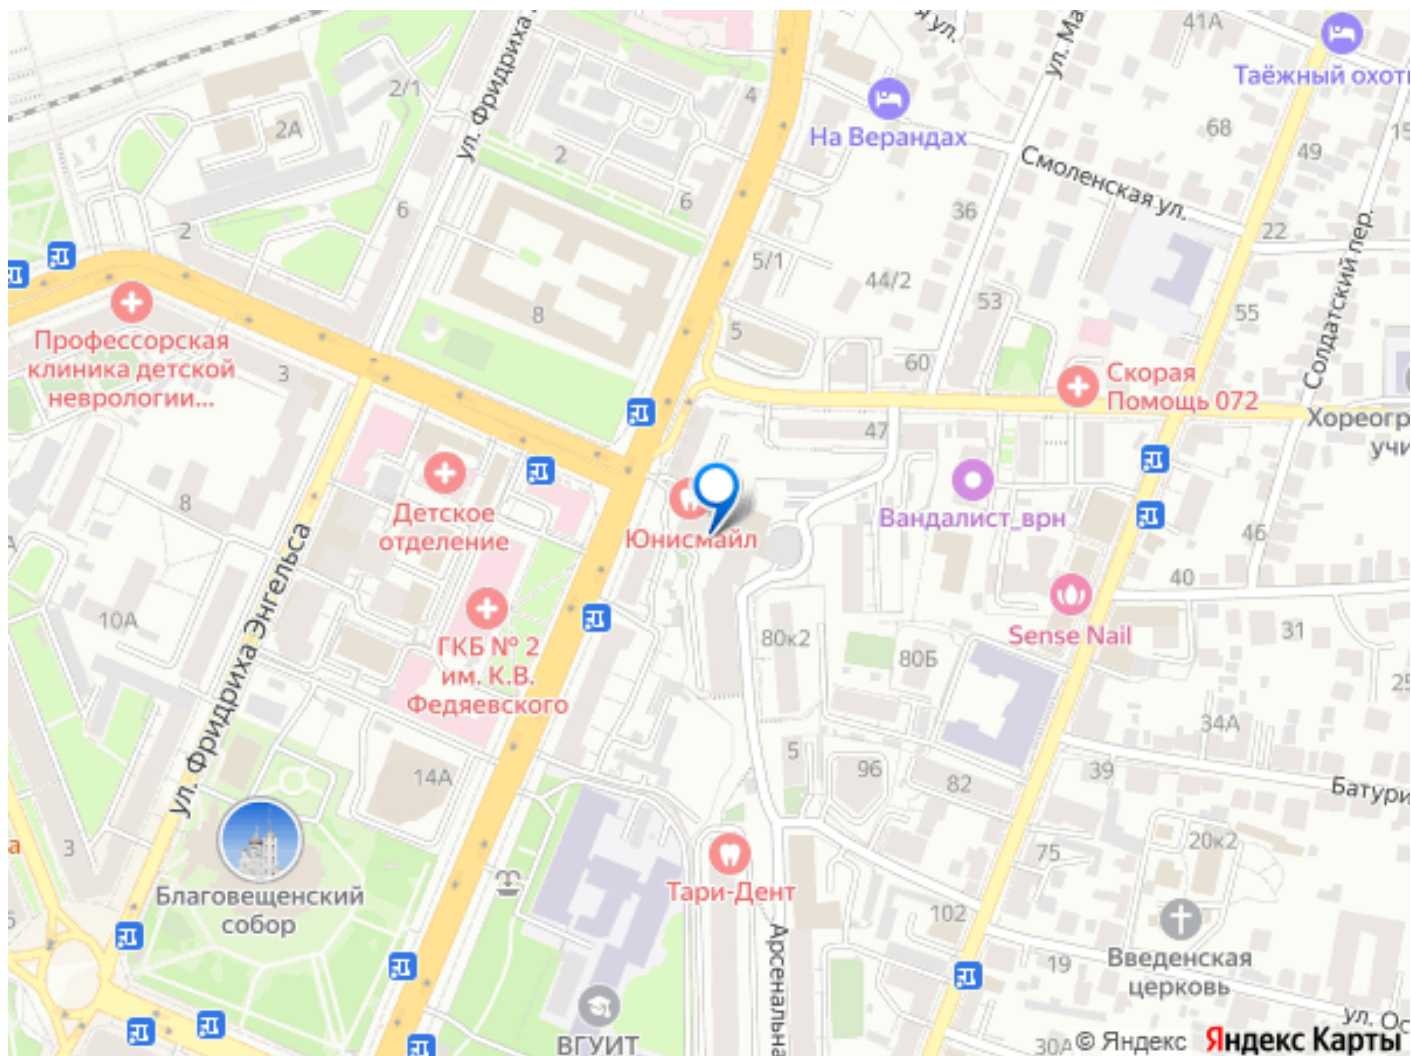 41А
я ул.
ул. Ма
Таёжный охотн
ул. Фридриха
2/1
4
На Верандах
2А
68
15
49
2
Смоленская ул.
6
6
36
2
22
5/1
44/2
Солдатский пер.
53
55
8
5
Профессорская
клиника детской
неврологии...
3
60
Скорая
Помощь 072
47
Хореогр
учи
8
Детское
отделение
Юнисмайл
Вандалист_врн
46
ул. Фридриха Энгельса
40
10А
ГКБ № 2
им. К.В.
Федяевского
80к2
80Б
Sense Nail
31
25
34А
14А
5
96
82
39
Батури
а
3
20к2
75
Благовещенский
собор
Тари-Дент
102
Арсенальна
Введенская
церковь
19
ул. Ос
ВГУИТ
30А
© Яндекс Яндекс Карты